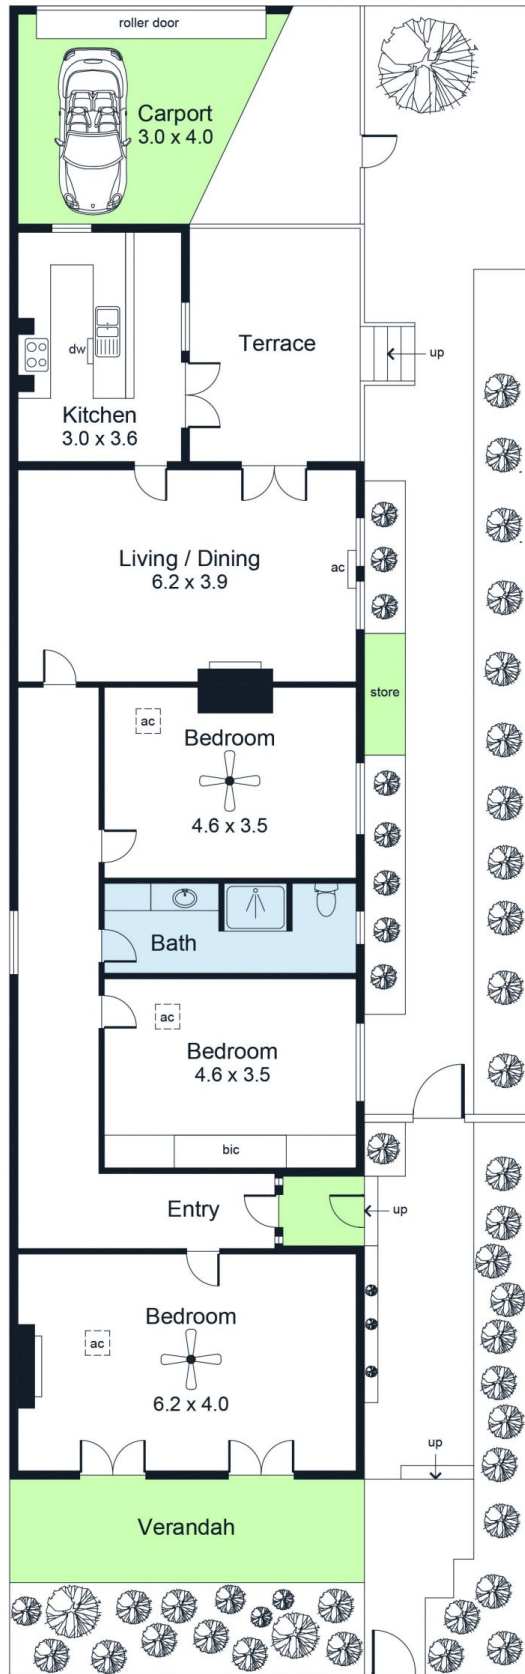 roller door
Carport
3.0 x 4.0
dw
Terrace
up
Kitchen
3.0 x 3.6
Living / Dining
6.2 x 3.9
ac
store
ac
Bedroom
4.6 x 3.5
Bath
ac
Bedroom
4.6 x 3.5
bic
Entry
up
Bedroom
ac
6.2 x 4.0
up
Verandah